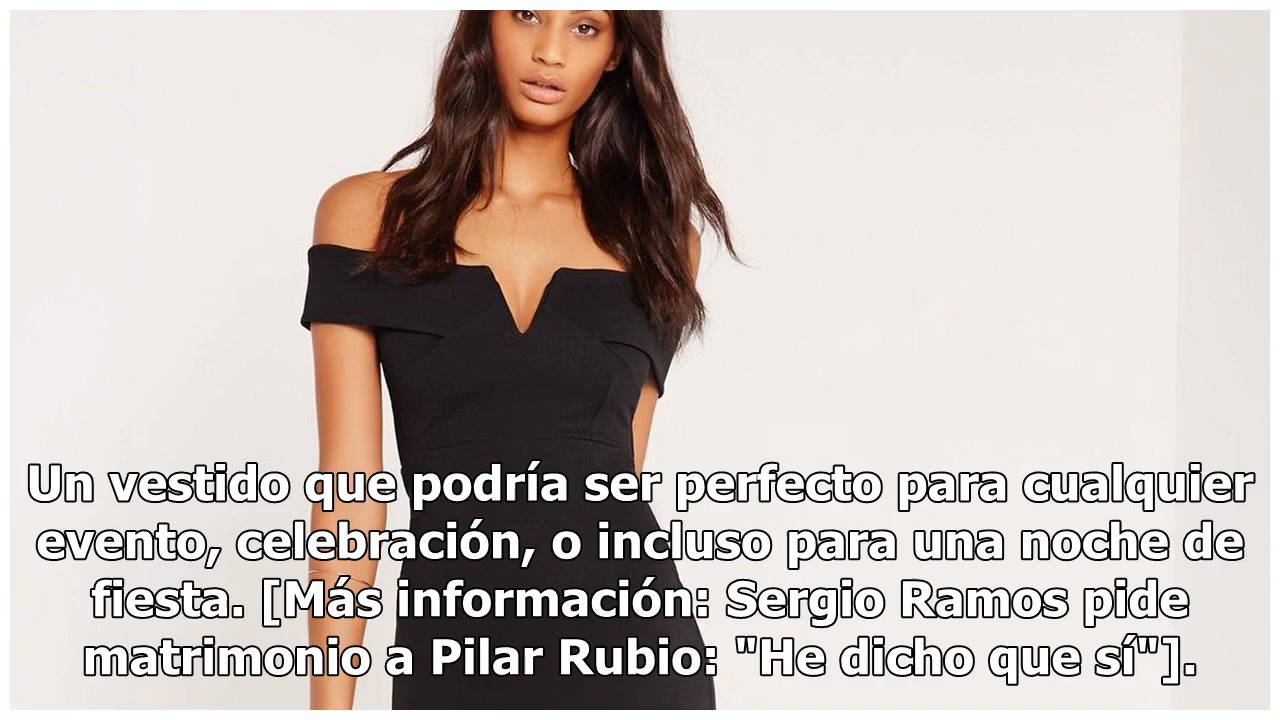 Un vestido que podría ser perfecto para cualquier
evento, celebración, o incluso para una noche de
fiesta. [Más información: Sergio Ramos pide
matrimonio a Pilar Rubio: "He dicho que sí"].